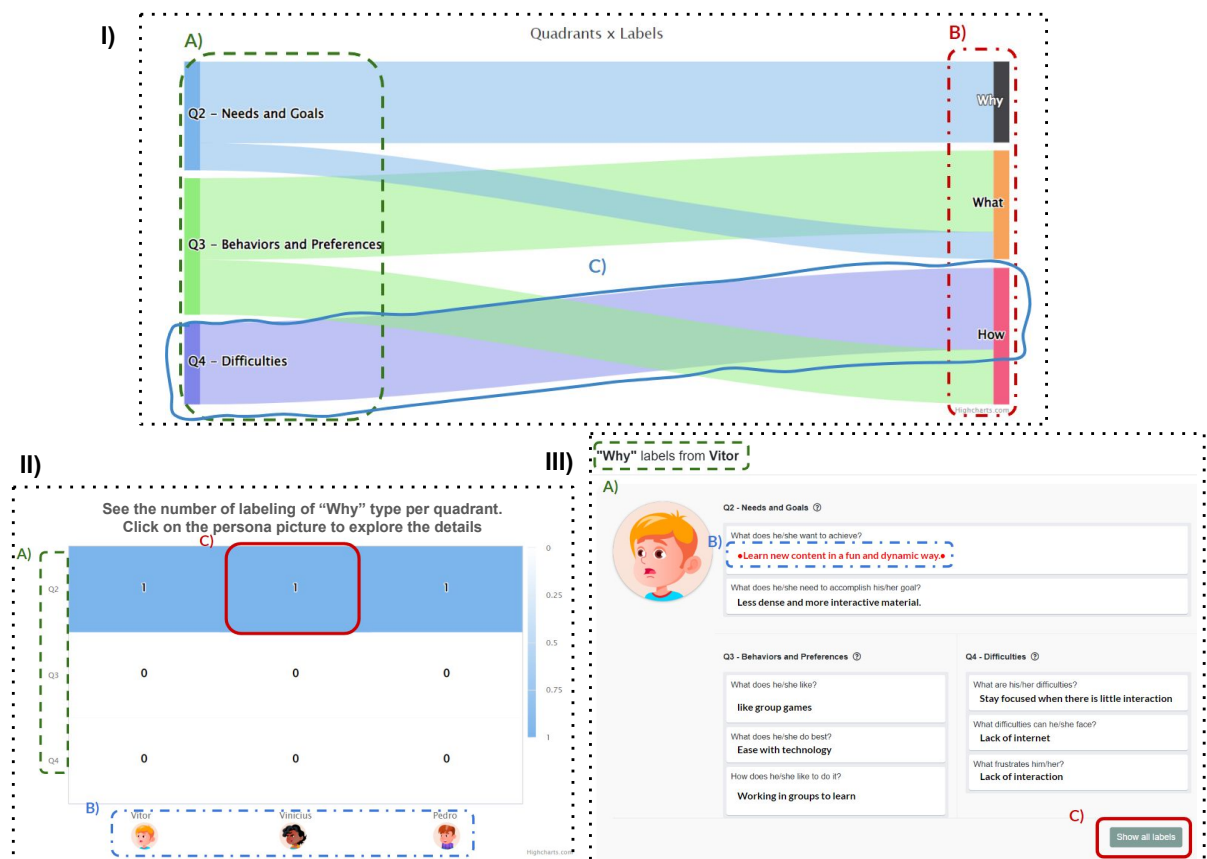 I)
A)
Quadrants x Labels
B)
Q2 - Needs and Goals
Why
What
Q3 - Behaviors and Preferences
C)
How
Q4 - Difficulties
Highcharts.com
II)
See the number of labeling of “Why” type per quadrant.
Click on the persona picture to explore the details
A)
C)
0
Q2
1
1
1
0.25
0.5
Q3
0
0
0
0.75
1
Q4
0
0
0
B)
Vitor
Vinicius
Pedro
Highcharts.com
III)
"Why" labels from Vitor
A)
Q2 - Needs and Goals ?
What does he/she want to achieve?
B)
•Learn new content in a fun and dynamic way.•
What does he/she need to accomplish his/her goal?
Less dense and more interactive material.
Q3 - Behaviors and Preferences ?
What does he/she like?
like group games
What does he/she do best?
Ease with technology
How does he/she like to do it?
Working in groups to learn
Q4 - Difficulties ?
What are his/her difficulties?
Stay focused when there is little interaction
What difficulties can he/she face?
Lack of internet
What frustrates him/her?
Lack of interaction
C)
Show all labels